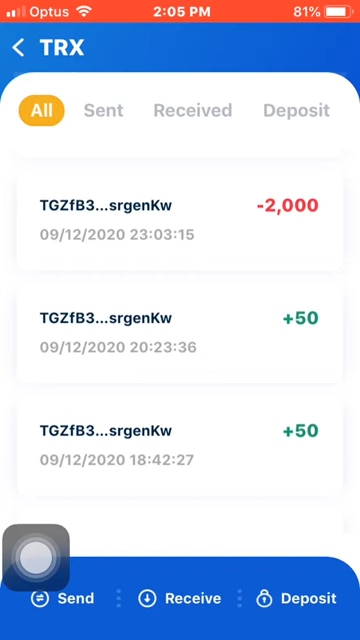 Optus 2:05 PM 81%
TRX
All Sent Received Deposit
TGZfB3...srgenKw -2,000
09/12/2020 23:03:15
TGZfB3...srgenKw +50
09/12/2020 20:23:36
TGZfB3...srgenKw +50
09/12/2020 18:42:27
Send Receive Deposit